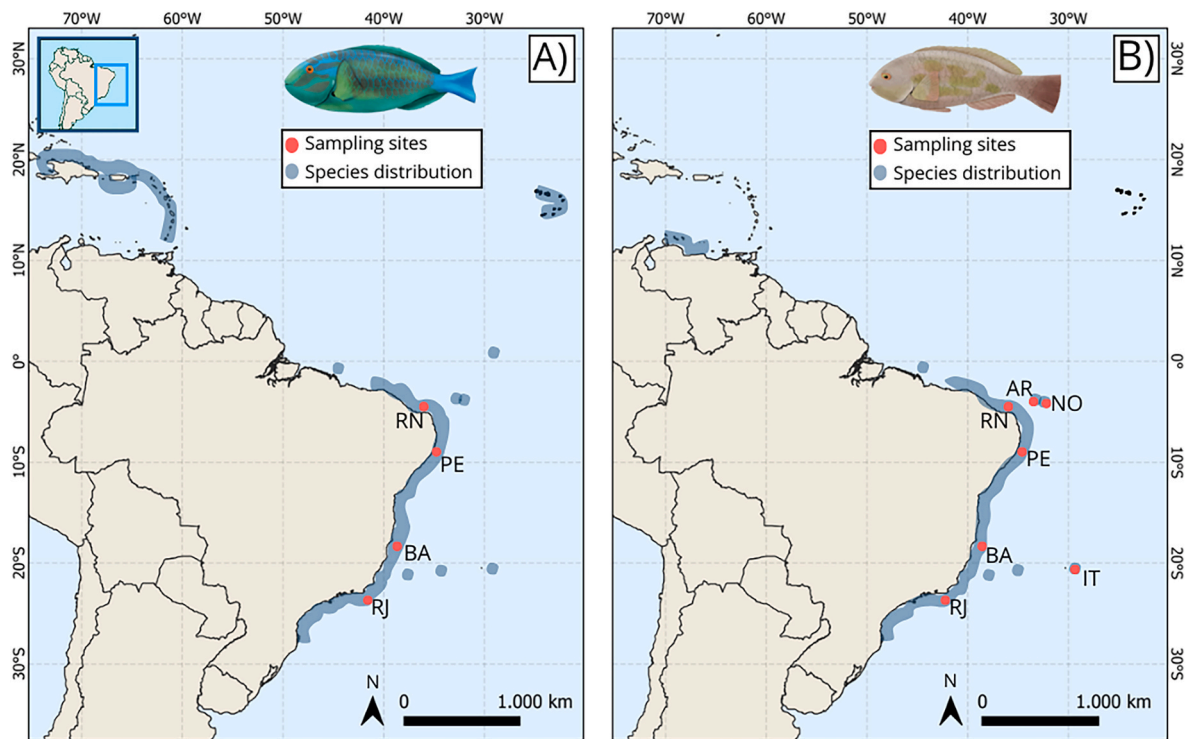 70°W 60°W 50°W 40°W 30°W
70°W 60°W 50°W 40°W 30°W
30°N
20°N
10°N
0°
10°S
20°S
30°S
A)
Sampling sites
Species distribution
RN
PE
BA
RJ
N
0 1.000 km
B)
Sampling sites
Species distribution
AR
NO
RN
PE
BA
IT
RJ
N
0 1.000 km
30°N
20°N
10°N
0°
10°S
20°S
30°S